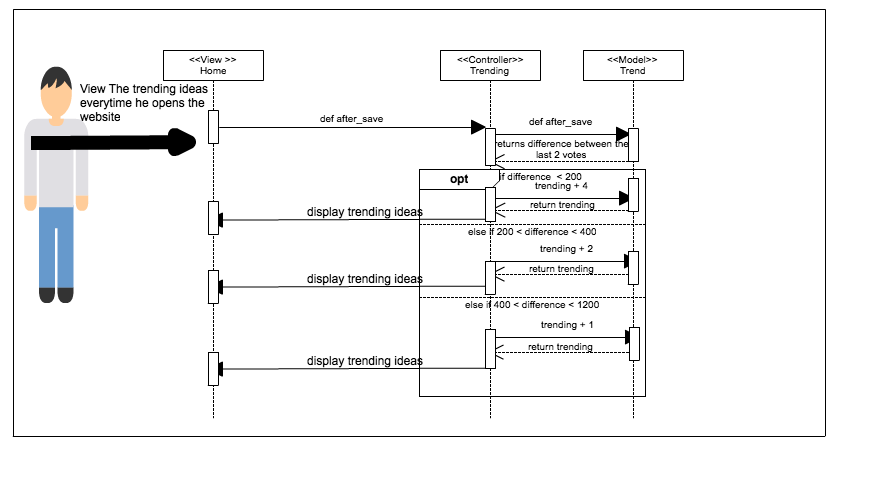 <<View >>
Home
<<Controller>>
Trending
<<Model>>
Trend
View The trending ideas
everytime he opens the
website
def after_save
def after_save
returns difference between the
last 2 votes
opt
if difference < 200
trending + 4
return trending
display trending ideas
else if 200 < difference < 400
trending + 2
return trending
display trending ideas
else if 400 < difference < 1200
trending + 1
return trending
display trending ideas